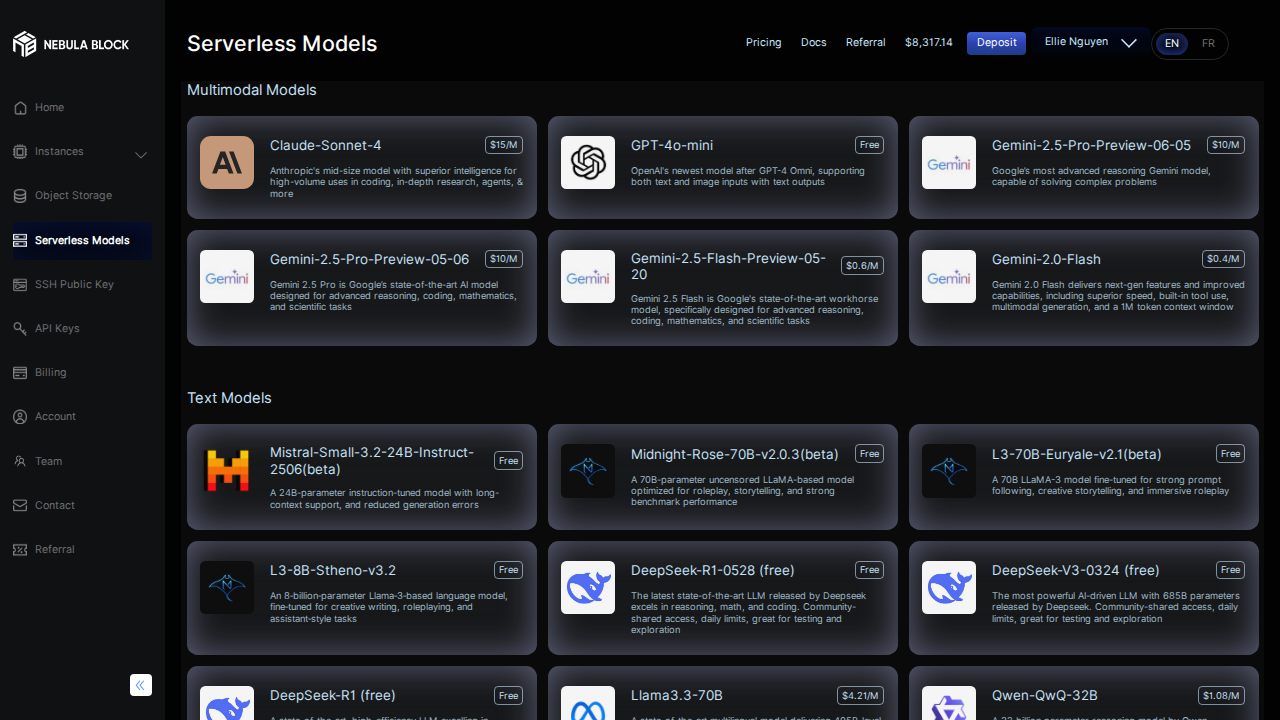 NEBULA BLOCK
Home
Instances
Object Storage
Serverless Models
SSH Public Key
API Keys
Billing
Account
Team
Contact
Referral
Serverless Models
Pricing
Docs
Referral
$8,317.14
Deposit
Ellie Nguyen
EN
FR
Multimodal Models
Claude-Sonnet-4
$15/M
Anthropic's mid-size model with superior intelligence for
high-volume uses in coding, in-depth research, agents, &
more
GPT-4o-mini
Free
OpenAI's newest model after GPT-4 Omni, supporting
both text and image inputs with text outputs
Gemini-2.5-Pro-Preview-06-05
$10/M
Gemini
Google's most advanced reasoning Gemini model,
capable of solving complex problems
Gemini
Gemini-2.5-Pro-Preview-05-06
$10/M
Gemini 2.5 Pro is Google's state-of-the-art AI model
designed for advanced reasoning, coding, mathematics,
and scientific tasks
Gemini
Gemini-2.5-Flash-Preview-05-
20
$0.6/M
Gemini 2.5 Flash is Google's state-of-the-art workhorse
model, specifically designed for advanced reasoning,
coding, mathematics, and scientific tasks
Gemini
Gemini-2.0-Flash
$0.4/M
Gemini 2.0 Flash delivers next-gen features and improved
capabilities, including superior speed, built-in tool use,
multimodal generation, and a 1M token context window
Text Models
Mistral-Small-3.2-24B-Instruct-
2506(beta)
Free
A 24B-parameter instruction-tuned model with long-
context support, and reduced generation errors
Midnight-Rose-70B-v2.0.3(beta)
Free
A 70B-parameter uncensored LLaMA-based model
optimized for roleplay, storytelling, and strong
benchmark performance
L3-70B-Euryale-v2.1(beta)
Free
A 70B LLaMA-3 model fine-tuned for strong prompt
following, creative storytelling, and immersive roleplay
L3-8B-Stheno-v3.2
Free
An 8-billion-parameter Llama-3-based language model,
fine-tuned for creative writing, roleplaying, and
assistant-style tasks
DeepSeek-R1-0528 (free)
Free
The latest state-of-the-art LLM released by Deepseek
excels in reasoning, math, and coding. Community-
shared access, daily limits, great for testing and
exploration
DeepSeek-V3-0324 (free)
Free
The most powerful AI-driven LLM with 685B parameters
released by Deepseek. Community-shared access, daily
limits, great for testing and exploration
DeepSeek-R1 (free)
Free
Llama3.3-70B
$4.21/M
Qwen-QwQ-32B
$1.08/M